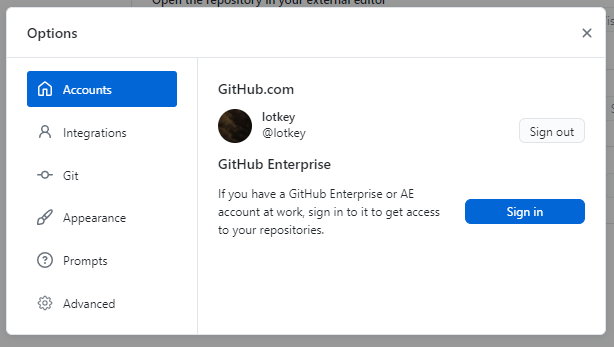 Open the repository in your external editor
Options
Accounts
Integrations
Git
Appearance
Prompts
Advanced
GitHub.com
lotkey
@lotkey
Sign out
GitHub Enterprise
If you have a GitHub Enterprise or AE
account at work, sign in to it to get access
to your repositories.
Sign in